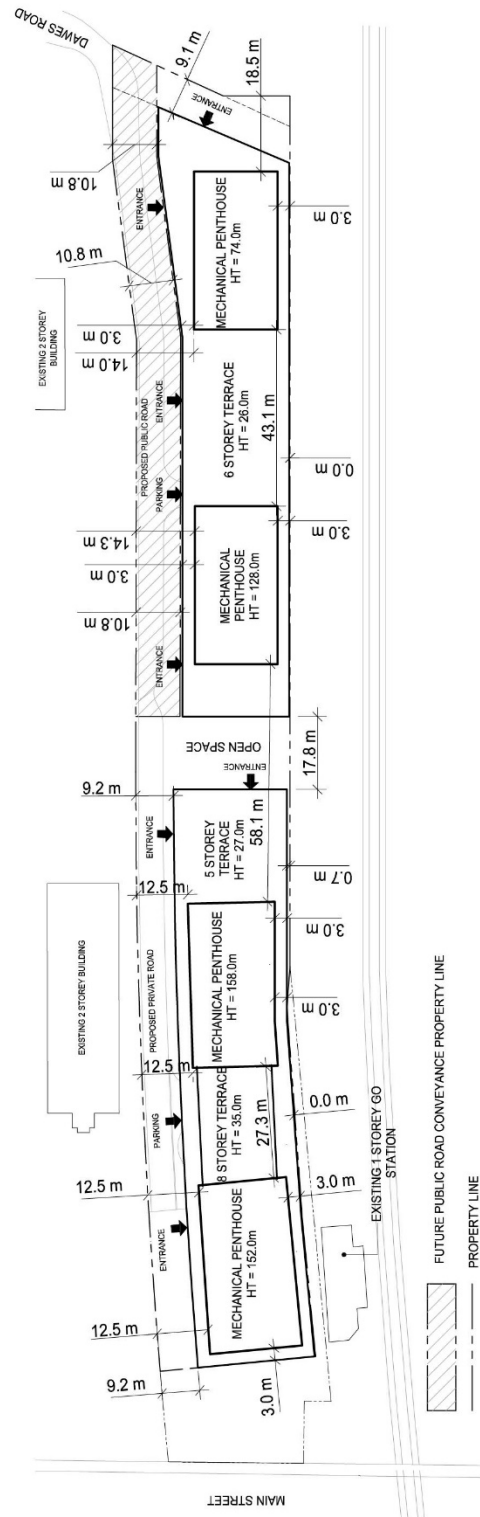 DAWES ROAD
9.1 m
18.5 m
ENTRANCE
10.8 m
ENTRANCE
MECHANICAL PENTHOUSE
HT = 74.0m
3.0 m
10.8 m
EXISTING 2 STOREY
BUILDING
3.0 m
14.0 m
PROPOSED PUBLIC ROAD
ENTRANCE
6 STOREY TERRACE
HT = 26.0m
43.1 m
0.0 m
PARKING
14.3 m
3.0 m
10.8 m
MECHANICAL
PENTHOUSE
HT = 128.0m
3.0 m
ENTRANCE
OPEN SPACE
17.8 m
9.2 m
ENTRANCE
ENTRANCE
5 STOREY
TERRACE
HT = 27.0m
58.1 m
0.7 m
12.5 m
EXISTING 2 STOREY BUILDING
PROPOSED PRIVATE ROAD
MECHANICAL PENTHOUSE
HT = 158.0m
3.0 m
3.0 m
12.5 m
PARKING
8 STOREY TERRACE
HT = 35.0m
27.3 m
0.0 m
12.5 m
3.0 m
ENTRANCE
MECHANICAL PENTHOUSE
HT = 152.0m
EXISTING 1 STOREY GO
STATION
12.5 m
9.2 m
3.0 m
MAIN STREET
FUTURE PUBLIC ROAD CONVEYANCE PROPERTY LINE
PROPERTY LINE